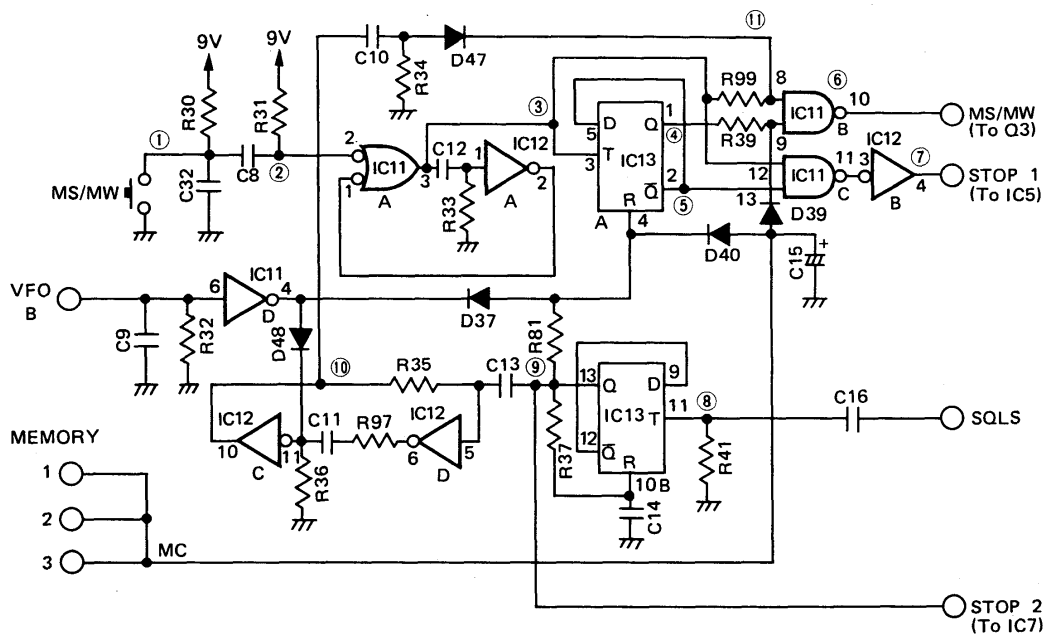 9V
9V
R30
R31
C10
R34
D47
⑪
③
①
②
MS/MW
C32
C8
2
1
IC11
3
A
C12
R33
1
IC12
2
A
5
D
Q
1
④
3
T
IC13
Q̅
2
⑤
A
R
4
R99
R39
8
9
IC11
⑥
10
B
MS/MW
(To Q3)
12
13
IC11
11
C
3
IC12
⑦
4
B
STOP 1
(To IC5)
D39
D40
C15
+
VFO
B
C9
R32
6
IC11
4
D
D48
D37
R81
⑩
R35
C13
⑨
IC12
10
C
11
R36
C11
R97
IC12
6
5
D
R37
13
Q
D
9
IC13
T
11
12
Q̅
R
10
B
C14
⑧
R41
C16
SQLS
MEMORY
1
2
3
MC
STOP 2
(To IC7)